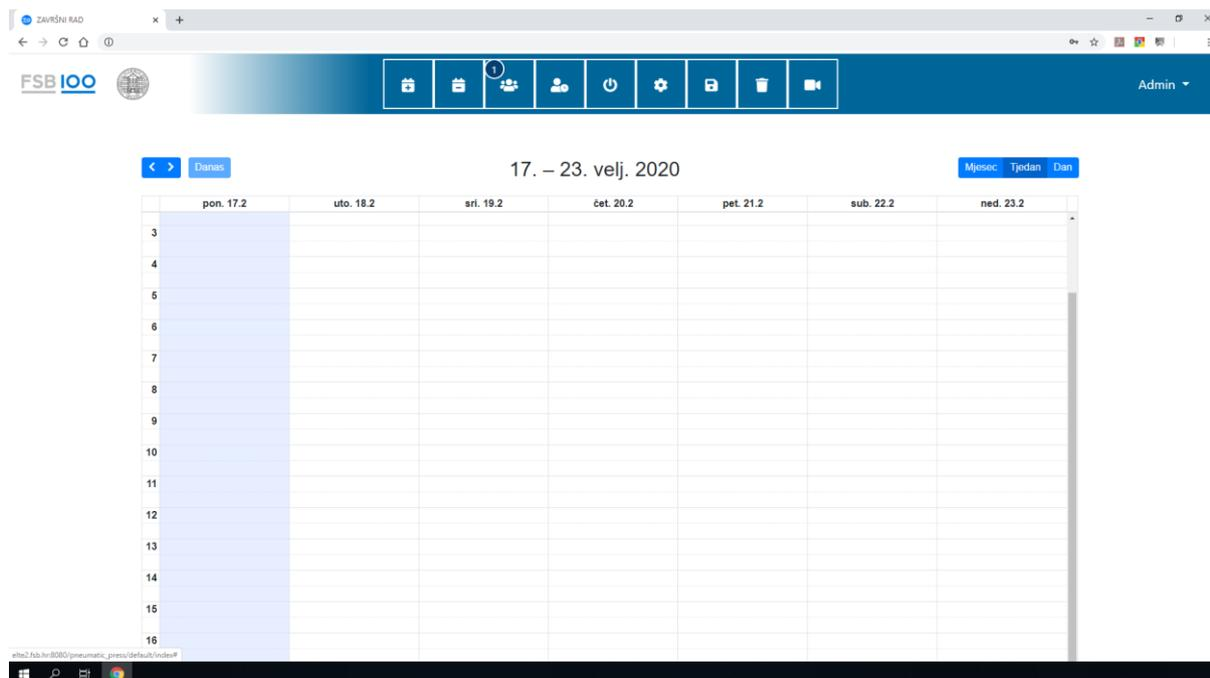 ZAVRŠNI RAD
FSB 100
1
Admin
Danas
17. – 23. velj. 2020
Mjesec Tjedan Dan
pon. 17.2 uto. 18.2 sri. 19.2 čet. 20.2 pet. 21.2 sub. 22.2 ned. 23.2
3
4
5
6
7
8
9
10
11
12
13
14
15
16
elte2.fsb.hr:8080/pneumatic_press/default/index#